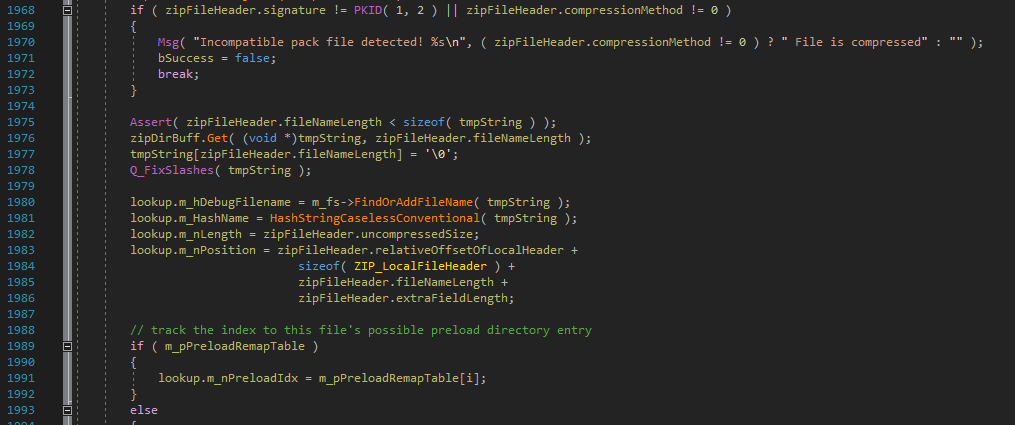 1968 if ( zipFileHeader.signature != PKID( 1, 2 ) || zipFileHeader.compressionMethod != 0 )
1969 {
1970 Msg( "Incompatible pack file detected! %s\n", ( zipFileHeader.compressionMethod != 0 ) ? " File is compressed" : "" );
1971 bSuccess = false;
1972 break;
1973 }
1974
1975 Assert( zipFileHeader.fileNameLength < sizeof( tmpString ) );
1976 zipDirBuff.Get( (void *)tmpString, zipFileHeader.fileNameLength );
1977 tmpString[zipFileHeader.fileNameLength] = '\0';
1978 Q_FixSlashes( tmpString );
1979
1980 lookup.m_hDebugFilename = m_fs->FindOrAddFileName( tmpString );
1981 lookup.m_HashName = HashStringCaselessConventional( tmpString );
1982 lookup.m_nLength = zipFileHeader.uncompressedSize;
1983 lookup.m_nPosition = zipFileHeader.relativeOffsetOfLocalHeader +
1984 sizeof( ZIP_LocalFileHeader ) +
1985 zipFileHeader.fileNameLength +
1986 zipFileHeader.extraFieldLength;
1987
1988 // track the index to this file's possible preload directory entry
1989 if ( m_pPreloadRemapTable )
1990 {
1991 lookup.m_nPreloadIdx = m_pPreloadRemapTable[i];
1992 }
1993 else